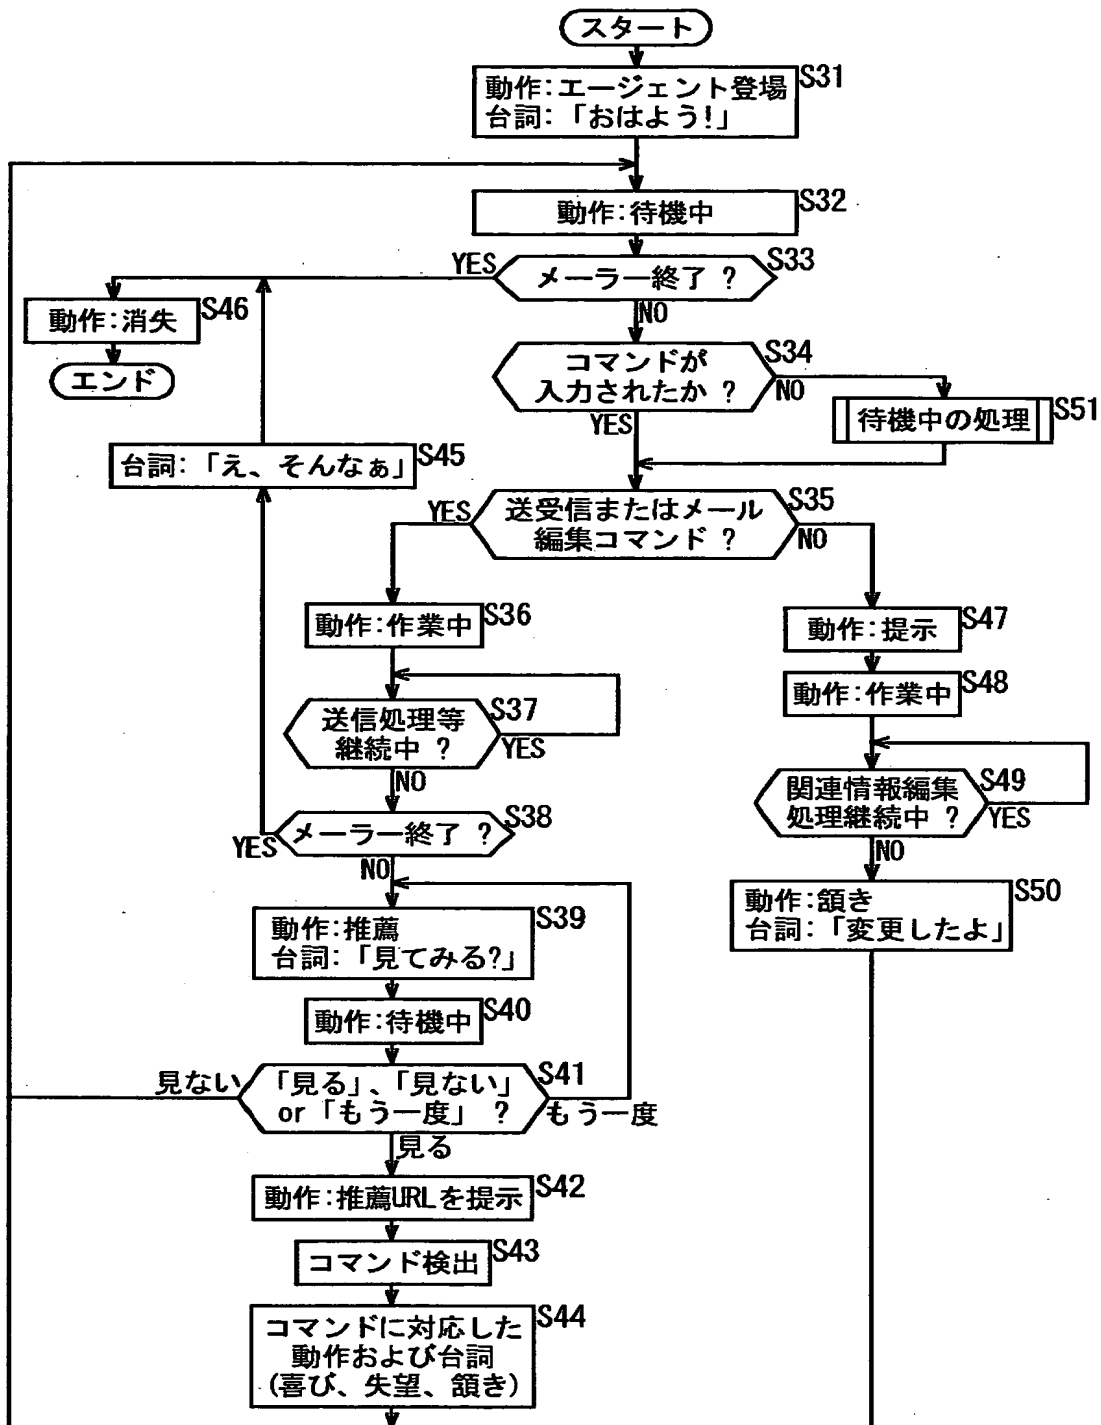 スタート
動作:エージェント登場
台詞:「おはよう!」
S31
動作:待機中
S32
メーラー終了 ?
S33
YES
NO
動作:消失
S46
エンド
コマンドが
入力されたか ?
S34
NO
YES
待機中の処理
S51
台詞:「え、そんなぁ」
S45
送受信またはメール
編集コマンド ?
S35
YES
NO
動作:作業中
S36
動作:提示
S47
動作:作業中
S48
送信処理等
継続中 ?
S37
YES
NO
関連情報編集
処理継続中 ?
S49
YES
NO
メーラー終了 ?
S38
YES
NO
動作:頷き
台詞:「変更したよ」
S50
動作:推薦
台詞:「見てみる?」
S39
動作:待機中
S40
「見る」、「見ない」
or「もう一度」 ?
S41
見ない
もう一度
見る
動作:推薦URLを提示
S42
コマンド検出
S43
コマンドに対応した
動作および台詞
(喜び、失望、頷き)
S44